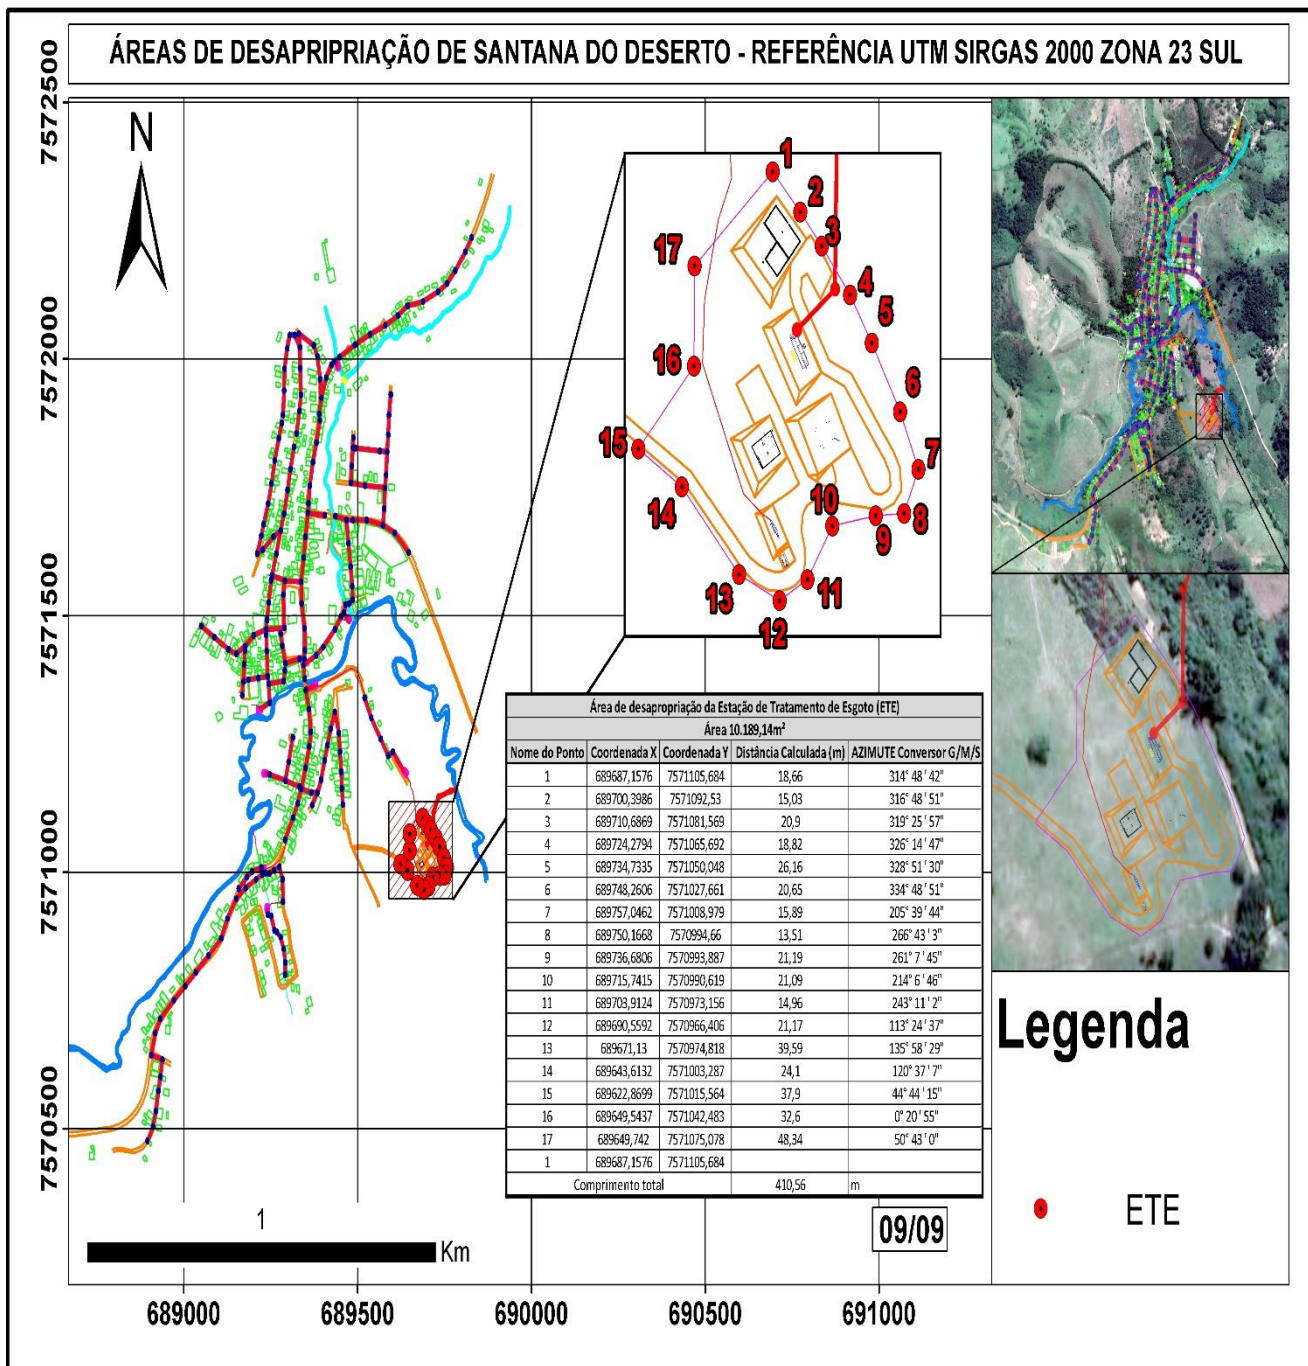 ÁREAS DE DESAPRIPRIAÇÃO DE SANTANA DO DESERTO - REFERÊNCIA UTM SIRGAS 2000 ZONA 23 SUL
7572500
7572000
7571500
7571000
7570500
N
1
2
3
4
5
6
7
8
9
10
11
12
13
14
15
16
17
Área de desapropriação da Estação de Tratamento de Esgoto (ETE)
Área 10.189,14m²
Nome do Ponto Coordenada X Coordenada Y Distância Calculada (m) AZIMUTE Conversor G/M/S
1 689687,1576 7571105,684 18,66 314° 48 ' 42"
2 689700,3986 7571092,53 15,03 316° 48 ' 51"
3 689710,6869 7571081,569 20,9 319° 25 ' 57"
4 689724,2794 7571065,692 18,82 326° 14 ' 47"
5 689734,7335 7571050,048 26,16 328° 51 ' 30"
6 689748,2606 7571027,661 20,65 334° 48 ' 51"
7 689757,0462 7571008,979 15,89 205° 39 ' 44"
8 689750,1668 7570994,66 13,51 266° 43 ' 3"
9 689736,6806 7570993,887 21,19 261° 7 ' 45"
10 689715,7415 7570990,619 21,09 214° 6 ' 46"
11 689703,9124 7570973,156 14,96 243° 11 ' 2"
12 689690,5592 7570966,406 21,17 113° 24 ' 37"
13 689671,13 7570974,818 39,59 135° 58 ' 29"
14 689643,6132 7571003,287 24,1 120° 37 ' 7"
15 689622,8699 7571015,564 37,9 44° 44 ' 15"
16 689649,5437 7571042,483 32,6 0° 20 ' 55"
17 689649,742 7571075,078 48,34 50° 43 ' 0"
1 689687,1576 7571105,684
Comprimento total 410,56 m
09/09
1
Km
689000 689500 690000 690500 691000
Legenda
ETE